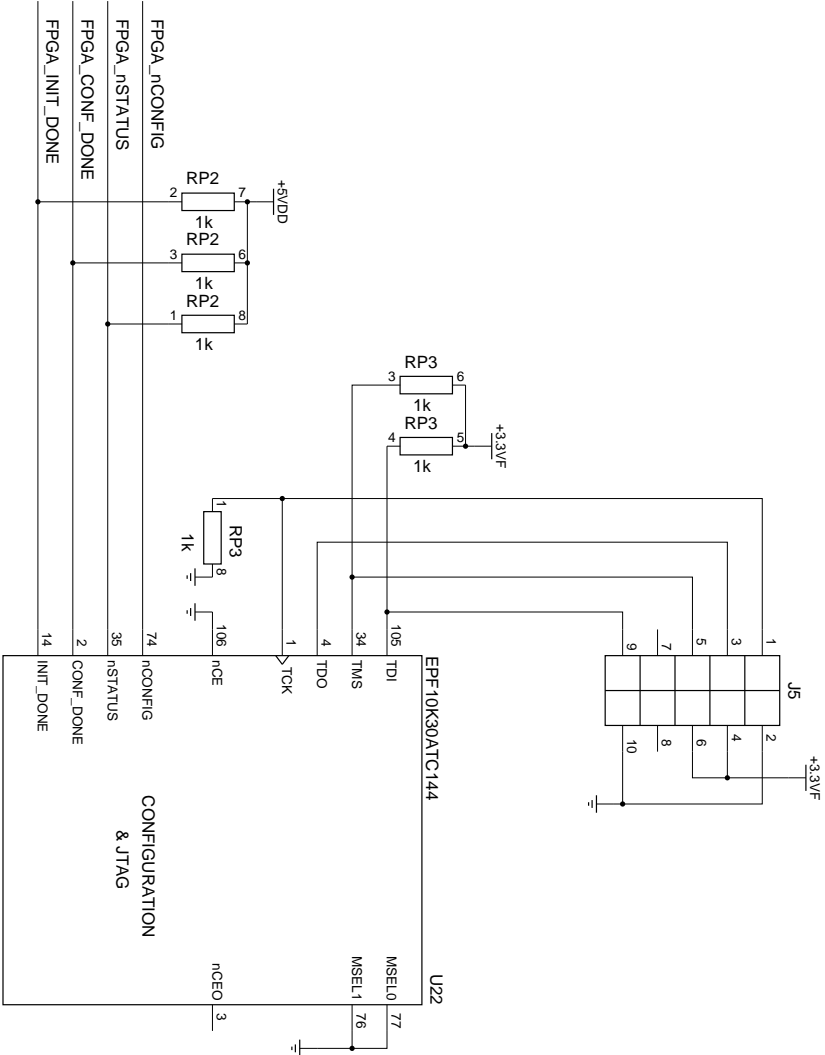 FPGA_nCONFIG
FPGA_nSTATUS
FPGA_CONF_DONE
FPGA_INIT_DONE
+5VDD
RP2
2
7
1k
RP2
3
6
1k
RP2
1
8
1k
RP3
3
6
1k
RP3
4
5
1k
+3.3VF
1
RP3
1k
8
J5
1
3
5
7
9
2
4
6
8
10
+3.3VF
EPF10K30ATC144
105
TDI
34
TMS
4
TDO
1
TCK
106
nCE
74
nCONFIG
35
nSTATUS
2
CONF_DONE
14
INIT_DONE
CONFIGURATION
& JTAG
U22
MSEL0
77
MSEL1
76
nCEO
3